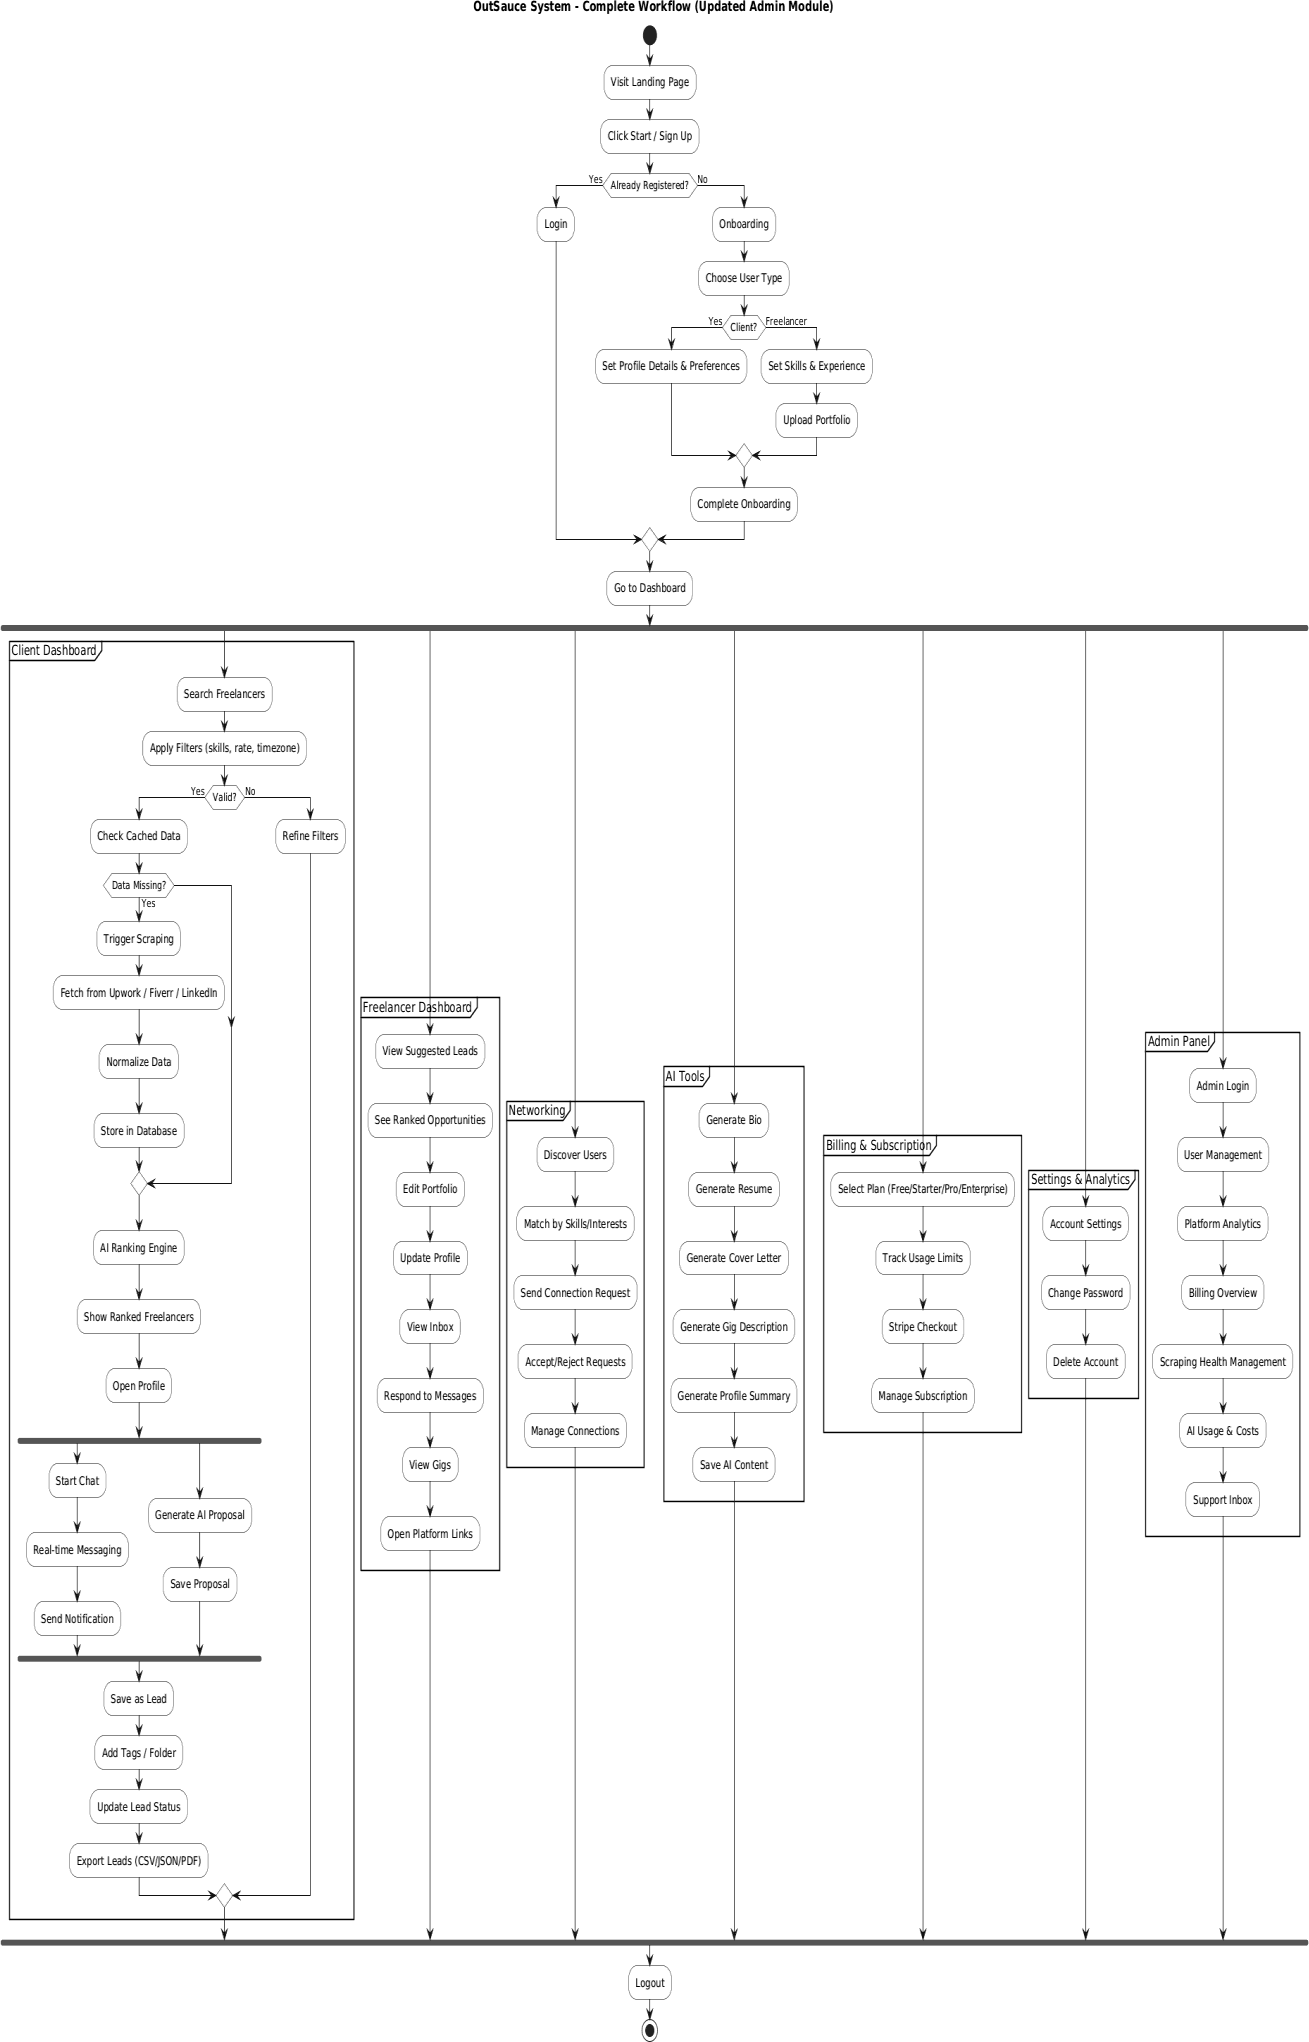 OutSauce System - Complete Workflow (Updated Admin Module)
Visit Landing Page
Click Start / Sign Up
Already Registered?
Yes
No
Login
Onboarding
Choose User Type
Client?
Yes
Freelancer
Set Profile Details & Preferences
Set Skills & Experience
Upload Portfolio
Complete Onboarding
Go to Dashboard
Client Dashboard
Search Freelancers
Apply Filters (skills, rate, timezone)
Valid?
Yes
No
Check Cached Data
Refine Filters
Data Missing?
Yes
Trigger Scraping
Fetch from Upwork / Fiverr / LinkedIn
Normalize Data
Store in Database
AI Ranking Engine
Show Ranked Freelancers
Open Profile
Start Chat
Real-time Messaging
Send Notification
Generate AI Proposal
Save Proposal
Save as Lead
Add Tags / Folder
Update Lead Status
Export Leads (CSV/JSON/PDF)
Freelancer Dashboard
View Suggested Leads
See Ranked Opportunities
Edit Portfolio
Update Profile
View Inbox
Respond to Messages
View Gigs
Open Platform Links
Networking
Discover Users
Match by Skills/Interests
Send Connection Request
Accept/Reject Requests
Manage Connections
AI Tools
Generate Bio
Generate Resume
Generate Cover Letter
Generate Gig Description
Generate Profile Summary
Save AI Content
Billing & Subscription
Select Plan (Free/Starter/Pro/Enterprise)
Track Usage Limits
Stripe Checkout
Manage Subscription
Settings & Analytics
Account Settings
Change Password
Delete Account
Admin Panel
Admin Login
User Management
Platform Analytics
Billing Overview
Scraping Health Management
AI Usage & Costs
Support Inbox
Logout